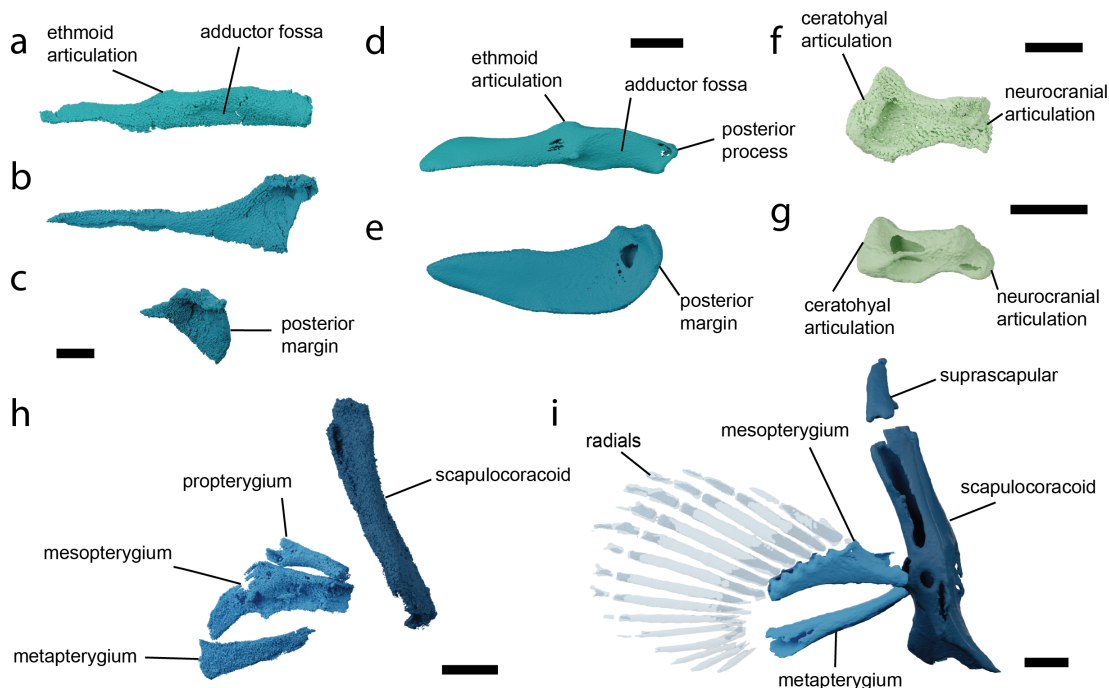 a
ethmoid
articulation
adductor fossa
b
c
posterior
margin
d
ethmoid
articulation
adductor fossa
posterior
process
e
posterior
margin
f
ceratohyal
articulation
neurocranial
articulation
g
ceratohyal
articulation
neurocranial
articulation
h
propterygium
scapulocoracoid
mesopterygium
metapterygium
i
suprascapular
mesopterygium
radials
scapulocoracoid
metapterygium